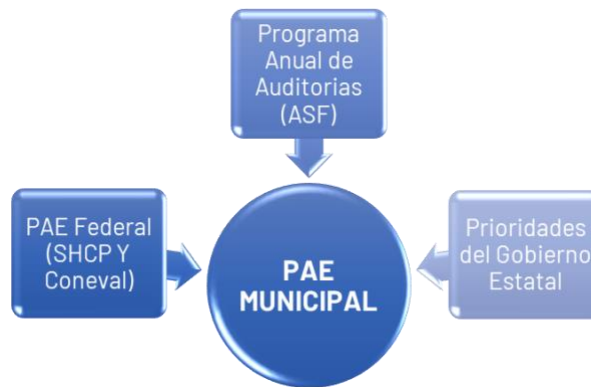 Programa
Anual de
Auditorias
(ASF)
PAE Federal
(SHCP Y
Coneval)
PAE
MUNICIPAL
Prioridades
del Gobierno
Estatal